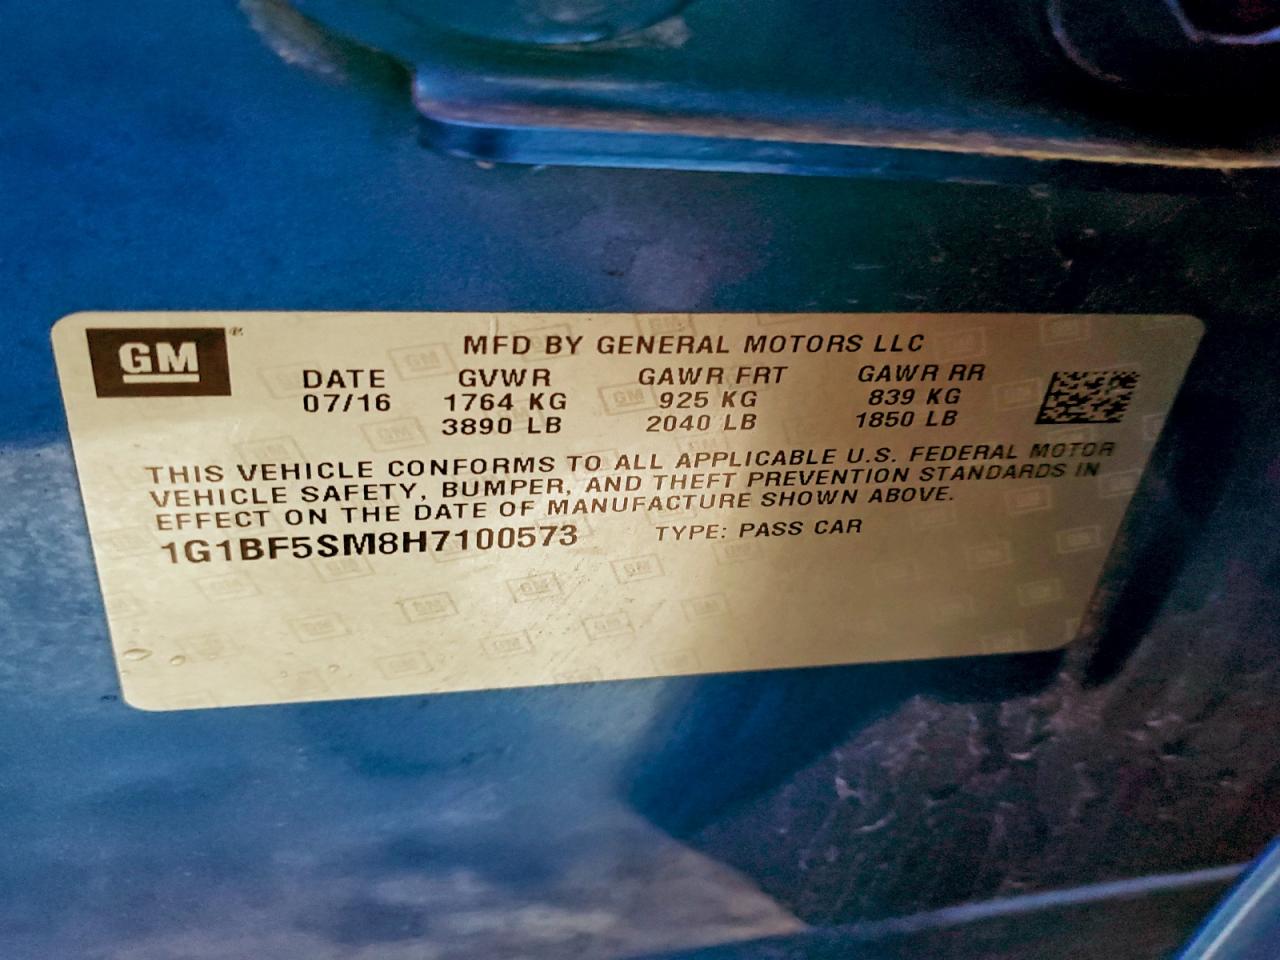 GM® MFD BY GENERAL MOTORS LLC
DATE GVWR GAWR FRT GAWR RR
07/16 1764 KG 925 KG 839 KG
3890 LB 2040 LB 1850 LB
THIS VEHICLE CONFORMS TO ALL APPLICABLE U.S. FEDERAL MOTOR
VEHICLE SAFETY, BUMPER, AND THEFT PREVENTION STANDARDS IN
EFFECT ON THE DATE OF MANUFACTURE SHOWN ABOVE.
1G1BF5SM8H7100573 TYPE: PASS CAR